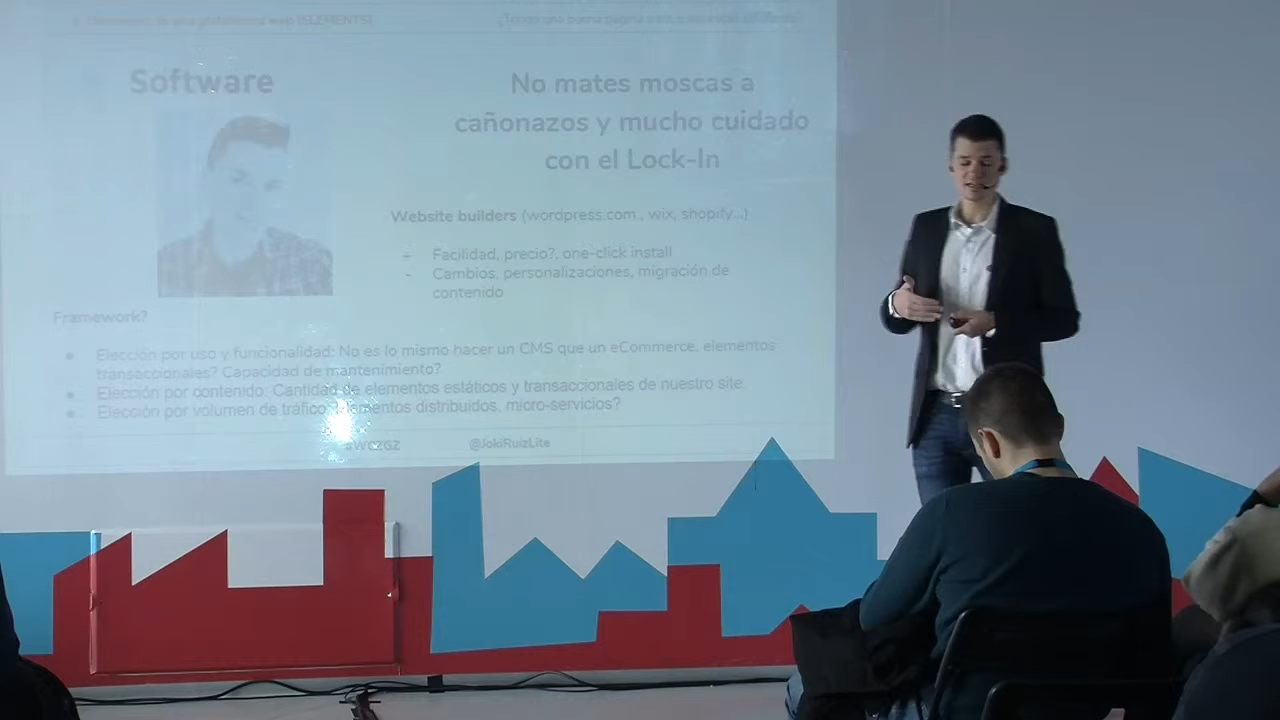 Software
No mates moscas a
cañonazos y mucho cuidado
con el Lock-In
Website builders (wordpress.com , wix, shopify...)
+ Facilidad, precio?, one-click install
- Cambios, personalizaciones, migración de
contenido
Framework?
● Elección por uso y funcionalidad: No es lo mismo hacer un CMS que un eCommerce, elementos
transaccionales? Capacidad de mantenimiento?
● Elección por contenido: Cantidad de elementos estáticos y transaccionales de nuestro site.
● Elección por volumen de tráfico: elementos distribuidos, micro-servicios?
#WCZGZ @JokiRuizLite